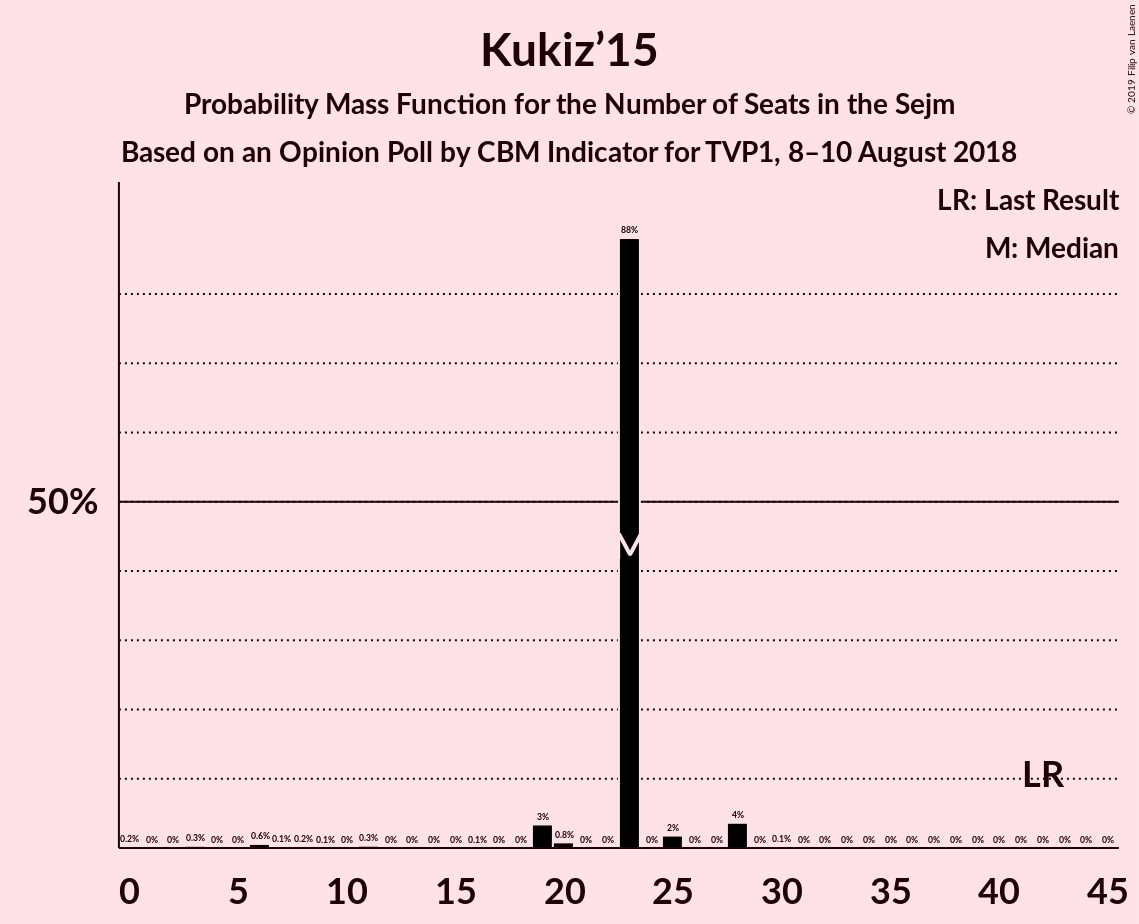 Kukiz’15
Probability Mass Function for the Number of Seats in the Sejm
Based on an Opinion Poll by CBM Indicator for TVP1, 8–10 August 2018
© 2019 Filip van Laenen
LR: Last Result
M: Median
88%
50%
LR
0.2% 0% 0% 0.3% 0% 0% 0.6% 0.1% 0.2% 0.1% 0% 0.3% 0% 0% 0% 0% 0.1% 0% 0% 3% 0.8% 0% 0% 0% 2% 0% 0% 4% 0% 0.1% 0% 0% 0% 0% 0% 0% 0% 0% 0% 0% 0% 0% 0% 0% 0%
0 5 10 15 20 25 30 35 40 45